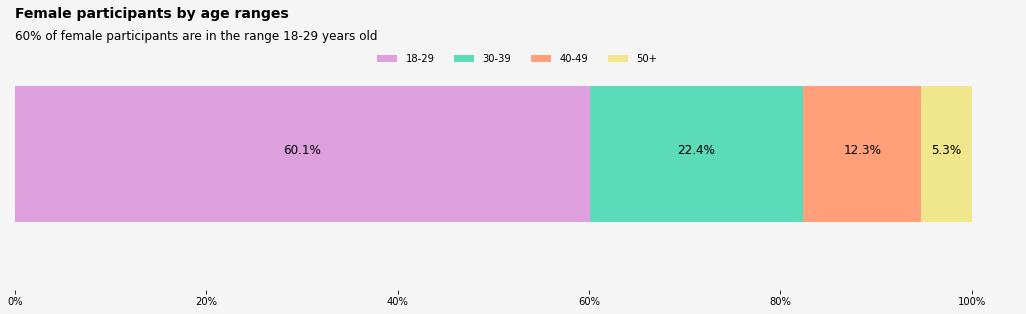 Female participants by age ranges
60% of female participants are in the range 18-29 years old
18-29 30-39 40-49 50+
60.1% 22.4% 12.3% 5.3%
0% 20% 40% 60% 80% 100%